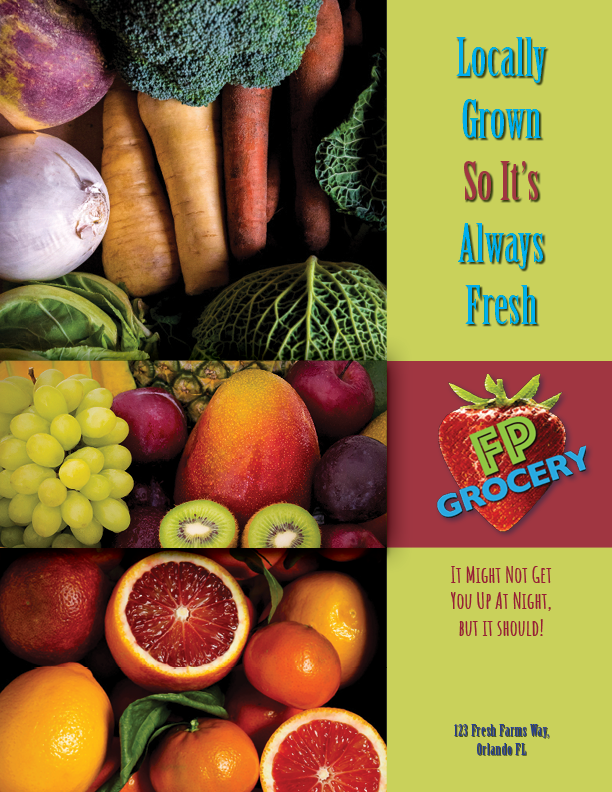 Locally
Grown
So It's
Always
Fresh
FP
GROCERY
It Might Not Get
You Up At Night,
but it should!
123 Fresh Farms Way,
Orlando FL